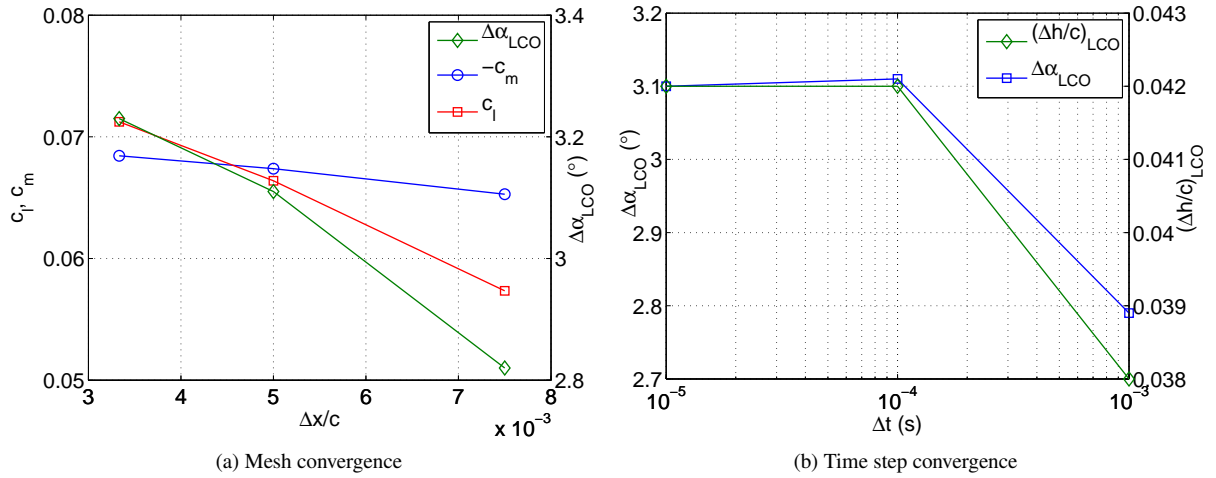 0.08
0.07
0.06
0.05
c_l, c_m
3
4
5
6
7
8
Δx/c
x 10^−3
3.4
3.2
3
2.8
Δα_LCO (°)
Δα_LCO
−c_m
c_l
(a) Mesh convergence
3.2
3.1
3
2.9
2.8
2.7
Δα_LCO (°)
10^−5
10^−4
10^−3
Δt (s)
0.043
0.042
0.041
0.04
0.039
0.038
(Δh/c)_LCO
(Δh/c)_LCO
Δα_LCO
(b) Time step convergence